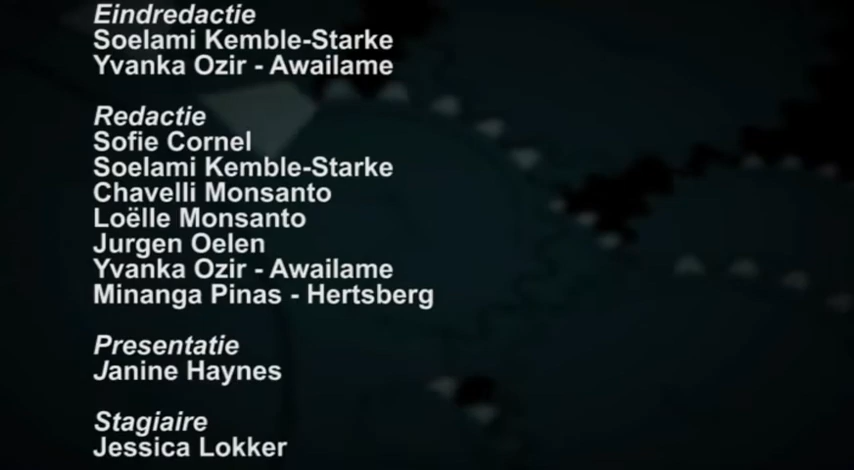 Eindredactie
Soelami Kemble-Starke
Yvanka Ozir - Awailame
Redactie
Sofie Cornel
Soelami Kemble-Starke
Chavelli Monsanto
Loëlle Monsanto
Jurgen Oelen
Yvanka Ozir - Awailame
Minanga Pinas - Hertsberg
Presentatie
Janine Haynes
Stagiaire
Jessica Lokker